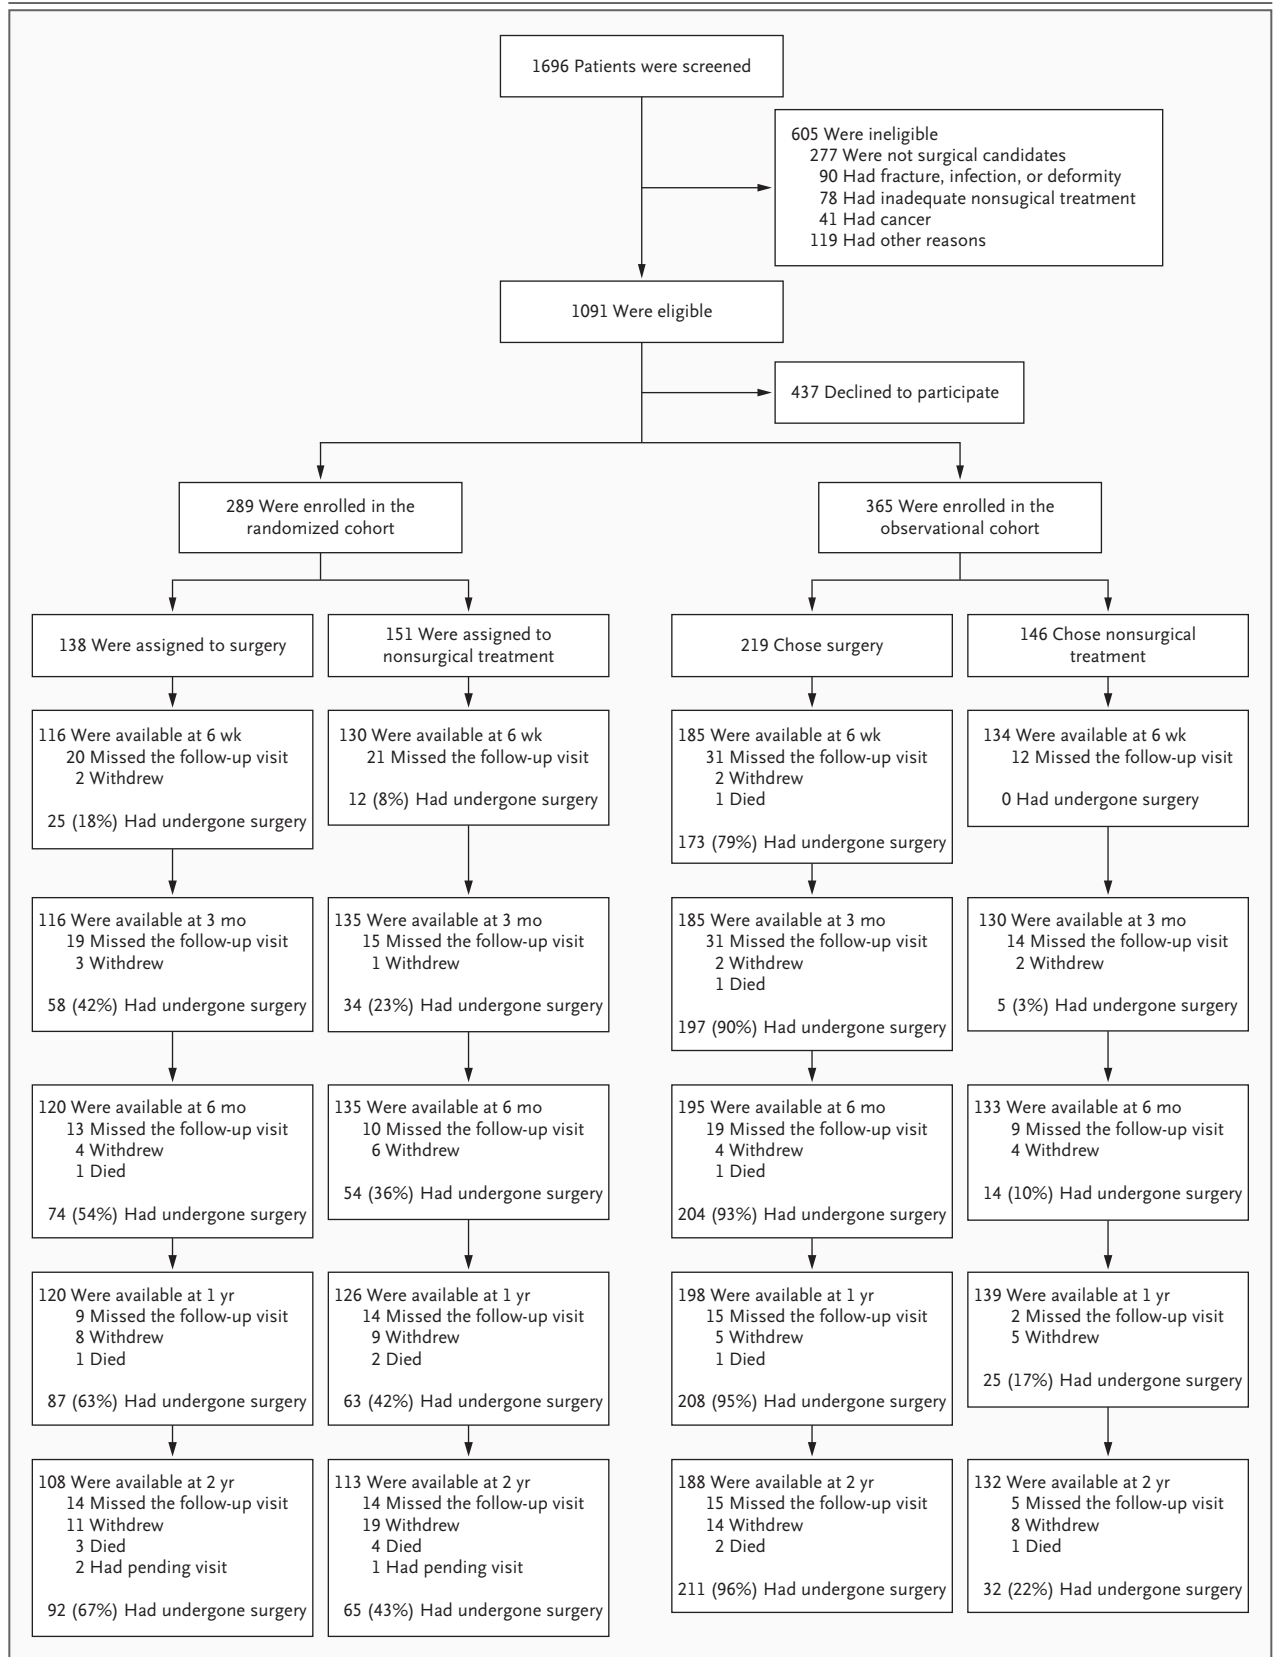 1696 Patients were screened
605 Were ineligible
277 Were not surgical candidates
90 Had fracture, infection, or deformity
78 Had inadequate nonsugical treatment
41 Had cancer
119 Had other reasons
1091 Were eligible
437 Declined to participate
289 Were enrolled in the
randomized cohort
365 Were enrolled in the
observational cohort
138 Were assigned to surgery
151 Were assigned to
nonsurgical treatment
219 Chose surgery
146 Chose nonsurgical
treatment
116 Were available at 6 wk
20 Missed the follow-up visit
2 Withdrew
25 (18%) Had undergone surgery
130 Were available at 6 wk
21 Missed the follow-up visit
12 (8%) Had undergone surgery
185 Were available at 6 wk
31 Missed the follow-up visit
2 Withdrew
1 Died
173 (79%) Had undergone surgery
134 Were available at 6 wk
12 Missed the follow-up visit
0 Had undergone surgery
116 Were available at 3 mo
19 Missed the follow-up visit
3 Withdrew
58 (42%) Had undergone surgery
135 Were available at 3 mo
15 Missed the follow-up visit
1 Withdrew
34 (23%) Had undergone surgery
185 Were available at 3 mo
31 Missed the follow-up visit
2 Withdrew
1 Died
197 (90%) Had undergone surgery
130 Were available at 3 mo
14 Missed the follow-up visit
2 Withdrew
5 (3%) Had undergone surgery
120 Were available at 6 mo
13 Missed the follow-up visit
4 Withdrew
1 Died
74 (54%) Had undergone surgery
135 Were available at 6 mo
10 Missed the follow-up visit
6 Withdrew
54 (36%) Had undergone surgery
195 Were available at 6 mo
19 Missed the follow-up visit
4 Withdrew
1 Died
204 (93%) Had undergone surgery
133 Were available at 6 mo
9 Missed the follow-up visit
4 Withdrew
14 (10%) Had undergone surgery
120 Were available at 1 yr
9 Missed the follow-up visit
8 Withdrew
1 Died
87 (63%) Had undergone surgery
126 Were available at 1 yr
14 Missed the follow-up visit
9 Withdrew
2 Died
63 (42%) Had undergone surgery
198 Were available at 1 yr
15 Missed the follow-up visit
5 Withdrew
1 Died
208 (95%) Had undergone surgery
139 Were available at 1 yr
2 Missed the follow-up visit
5 Withdrew
25 (17%) Had undergone surgery
108 Were available at 2 yr
14 Missed the follow-up visit
11 Withdrew
3 Died
2 Had pending visit
92 (67%) Had undergone surgery
113 Were available at 2 yr
14 Missed the follow-up visit
19 Withdrew
4 Died
1 Had pending visit
65 (43%) Had undergone surgery
188 Were available at 2 yr
15 Missed the follow-up visit
14 Withdrew
2 Died
211 (96%) Had undergone surgery
132 Were available at 2 yr
5 Missed the follow-up visit
8 Withdrew
1 Died
32 (22%) Had undergone surgery